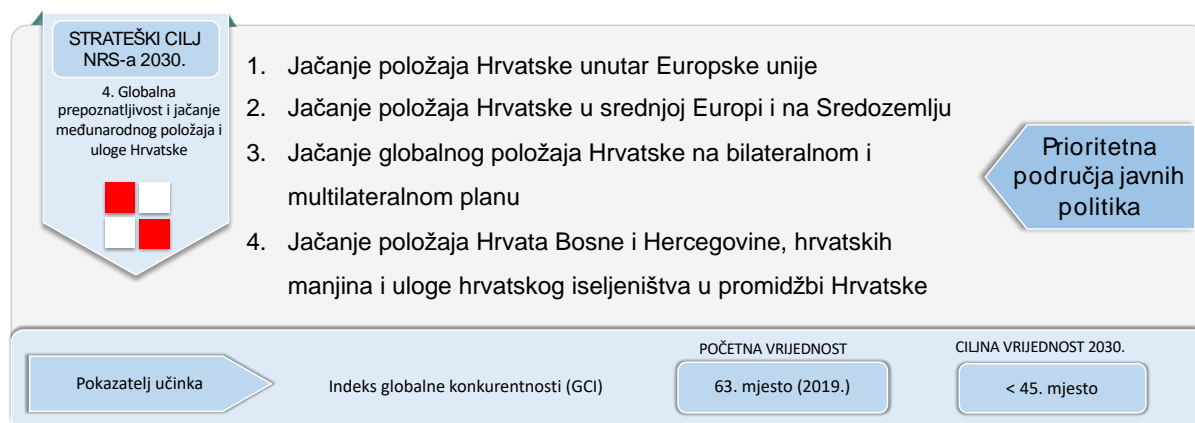 STRATEŠKI CILJ
NRS-a 2030.
4. Globalna
prepoznatljivost i jačanje
međunarodnog položaja i
uloge Hrvatske
1. Jačanje položaja Hrvatske unutar Europske unije
2. Jačanje položaja Hrvatske u srednjoj Europi i na Sredozemlju
3. Jačanje globalnog položaja Hrvatske na bilateralnom i
multilateralnom planu
4. Jačanje položaja Hrvata Bosne i Hercegovine, hrvatskih
manjina i uloge hrvatskog iseljeništva u promidžbi Hrvatske
Prioritetna
područja javnih
politika
Pokazatelj učinka
Indeks globalne konkurentnosti (GCI)
POČETNA VRIJEDNOST
63. mjesto (2019.)
CILJNA VRIJEDNOST 2030.
< 45. mjesto